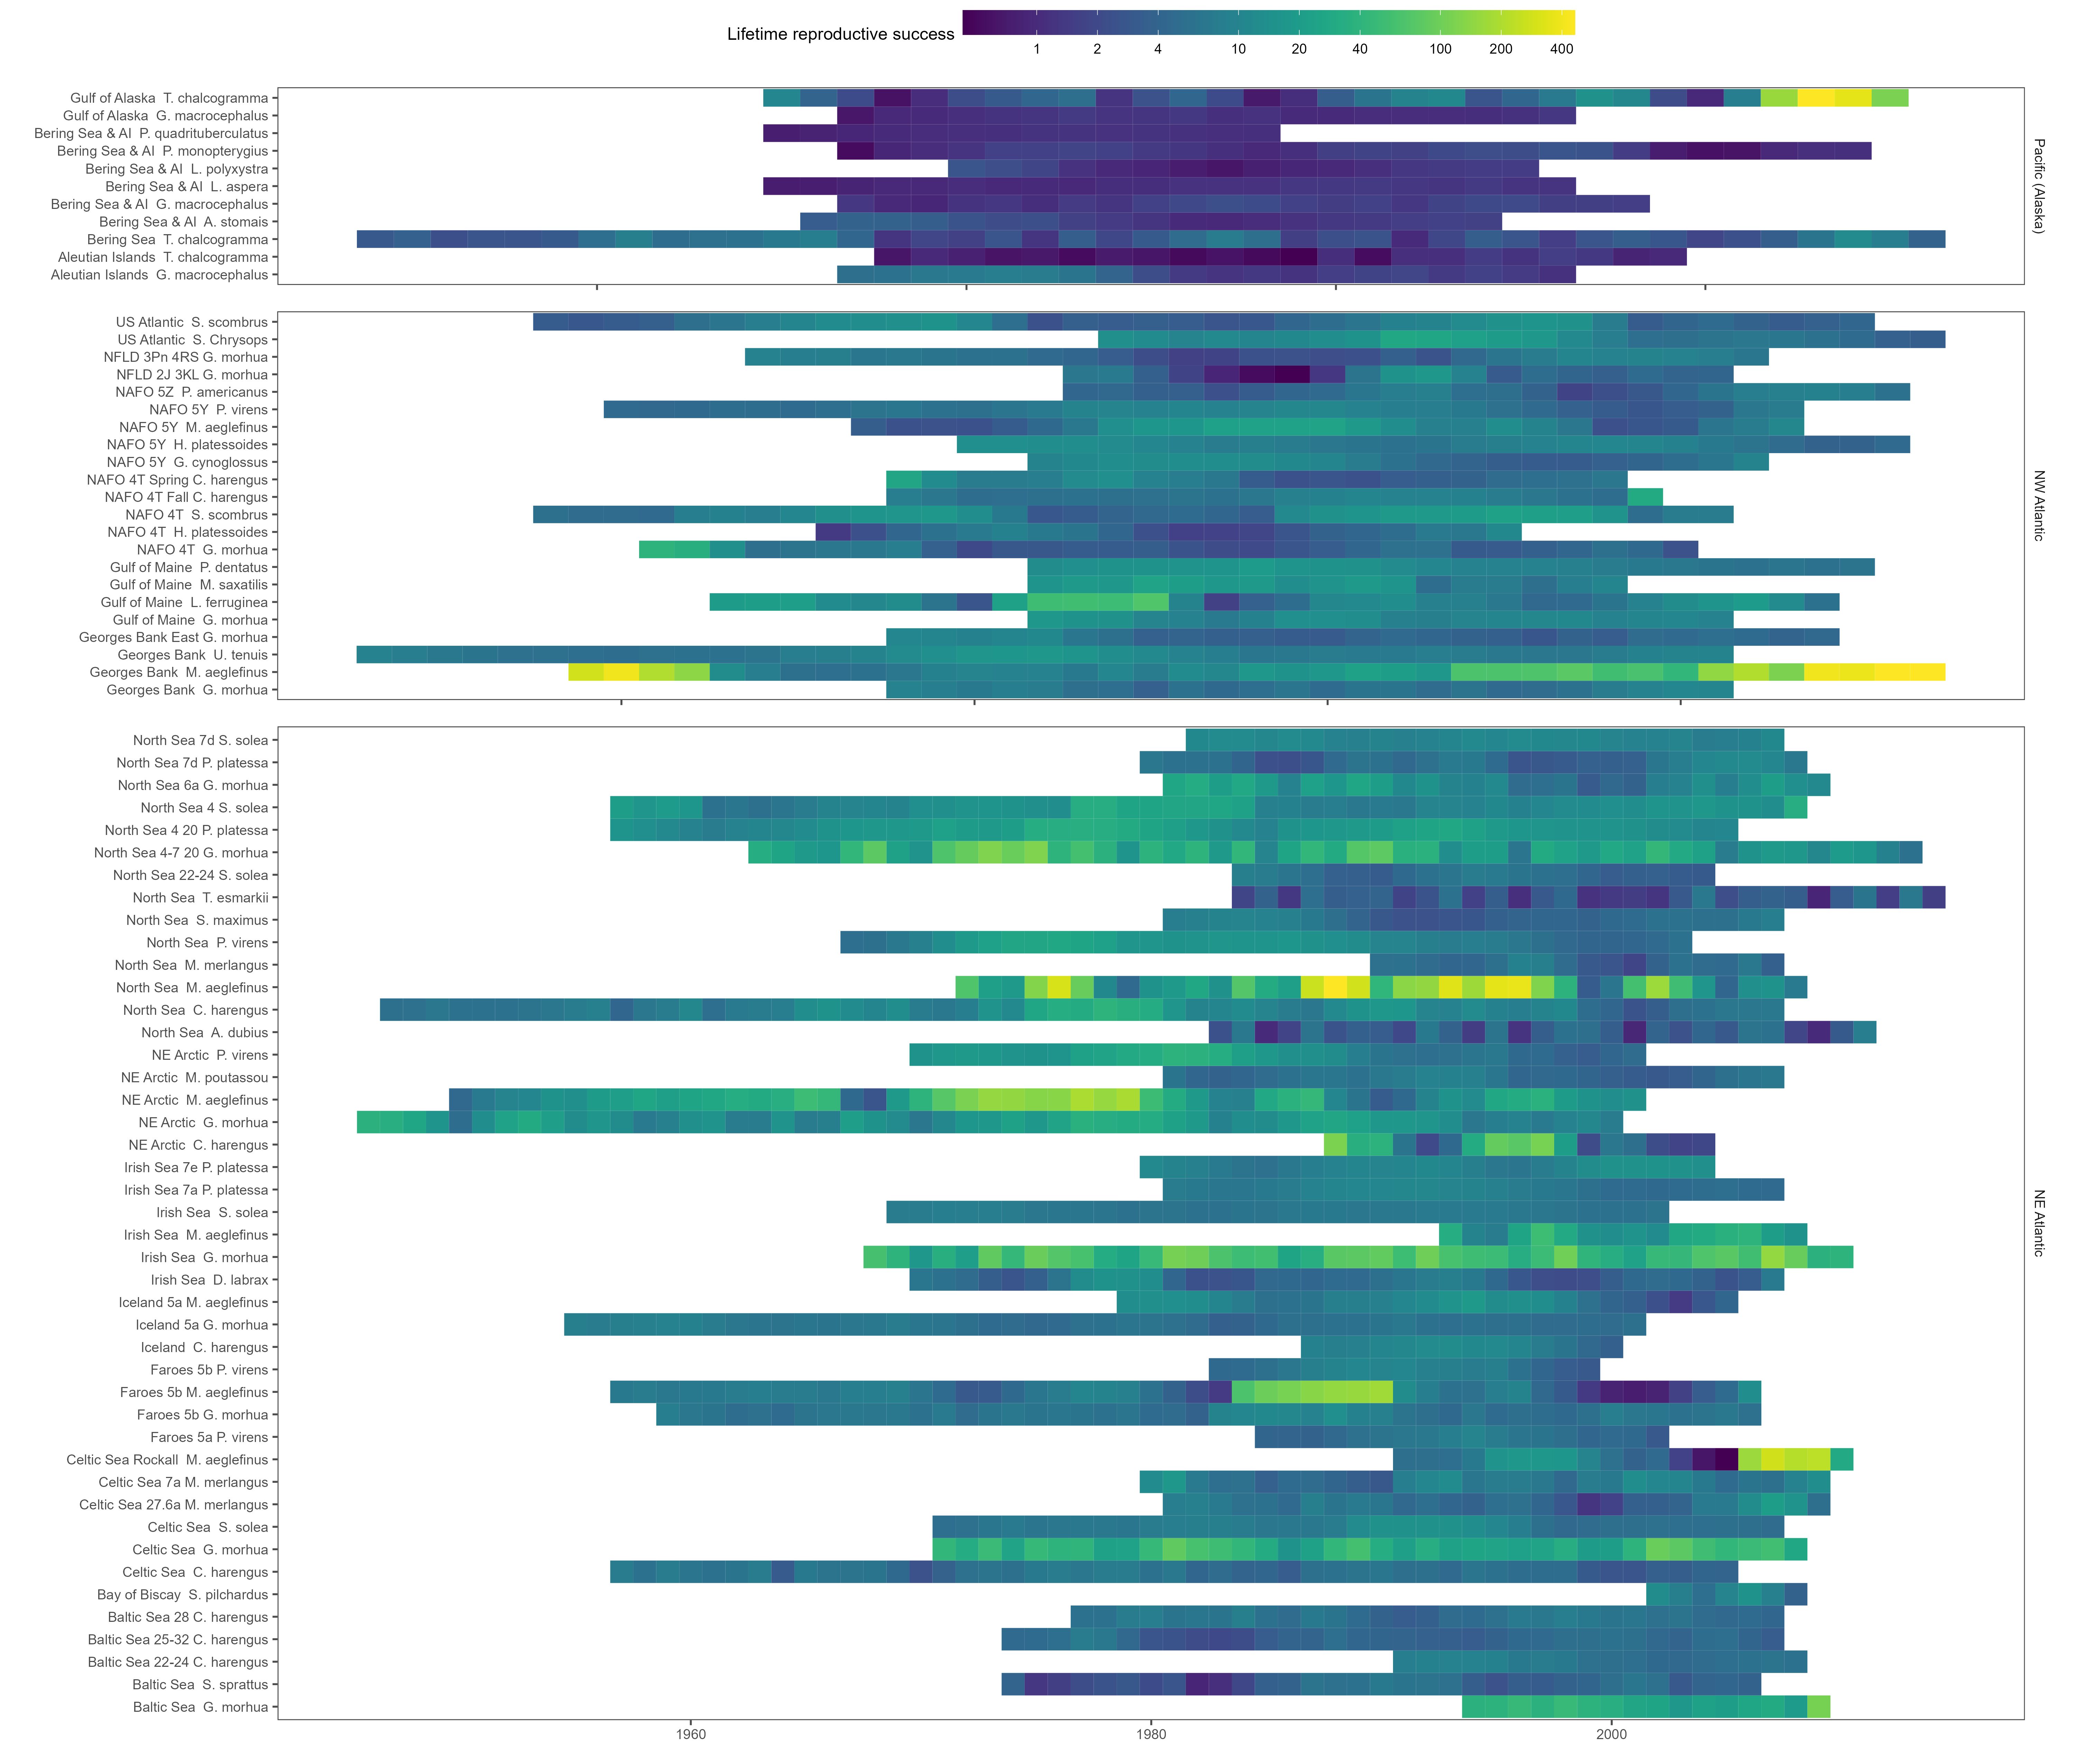 Lifetime reproductive success
1 2 4 10 20 40 100 200 400
Gulf of Alaska T. chalcogramma
Gulf of Alaska G. macrocephalus
Bering Sea & AI P. quadrituberculatus
Bering Sea & AI P. monopterygius
Bering Sea & AI L. polyxystra
Bering Sea & AI L. aspera
Bering Sea & AI G. macrocephalus
Bering Sea & AI A. stomais
Bering Sea T. chalcogramma
Aleutian Islands T. chalcogramma
Aleutian Islands G. macrocephalus
Pacific (Alaska)
US Atlantic S. scombrus
US Atlantic S. Chrysops
NFLD 3Pn 4RS G. morhua
NFLD 2J 3KL G. morhua
NAFO 5Z P. americanus
NAFO 5Y P. virens
NAFO 5Y M. aeglefinus
NAFO 5Y H. platessoides
NAFO 5Y G. cynoglossus
NAFO 4T Spring C. harengus
NAFO 4T Fall C. harengus
NAFO 4T S. scombrus
NAFO 4T H. platessoides
NAFO 4T G. morhua
Gulf of Maine P. dentatus
Gulf of Maine M. saxatilis
Gulf of Maine L. ferruginea
Gulf of Maine G. morhua
Georges Bank East G. morhua
Georges Bank U. tenuis
Georges Bank M. aeglefinus
Georges Bank G. morhua
NW Atlantic
North Sea 7d S. solea
North Sea 7d P. platessa
North Sea 6a G. morhua
North Sea 4 S. solea
North Sea 4 20 P. platessa
North Sea 4-7 20 G. morhua
North Sea 22-24 S. solea
North Sea T. esmarkii
North Sea S. maximus
North Sea P. virens
North Sea M. merlangus
North Sea M. aeglefinus
North Sea C. harengus
North Sea A. dubius
NE Arctic P. virens
NE Arctic M. poutassou
NE Arctic M. aeglefinus
NE Arctic G. morhua
NE Arctic C. harengus
Irish Sea 7e P. platessa
Irish Sea 7a P. platessa
Irish Sea S. solea
Irish Sea M. aeglefinus
Irish Sea G. morhua
Irish Sea D. labrax
Iceland 5a M. aeglefinus
Iceland 5a G. morhua
Iceland C. harengus
Faroes 5b P. virens
Faroes 5b M. aeglefinus
Faroes 5b G. morhua
Faroes 5a P. virens
Celtic Sea Rockall M. aeglefinus
Celtic Sea 7a M. merlangus
Celtic Sea 27.6a M. merlangus
Celtic Sea S. solea
Celtic Sea G. morhua
Celtic Sea C. harengus
Bay of Biscay S. pilchardus
Baltic Sea 28 C. harengus
Baltic Sea 25-32 C. harengus
Baltic Sea 22-24 C. harengus
Baltic Sea S. sprattus
Baltic Sea G. morhua
NE Atlantic
1960 1980 2000